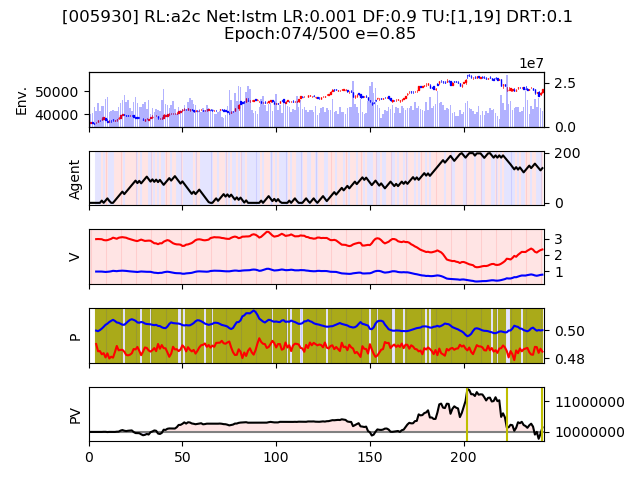 [005930] RL:a2c Net:lstm LR:0.001 DF:0.9 TU:[1,19] DRT:0.1
Epoch:074/500 e=0.85
1e7
Env.
50000
40000
2.5
0.0
Agent
200
0
V
3
2
1
P
0.50
0.48
PV
11000000
10000000
0
50
100
150
200